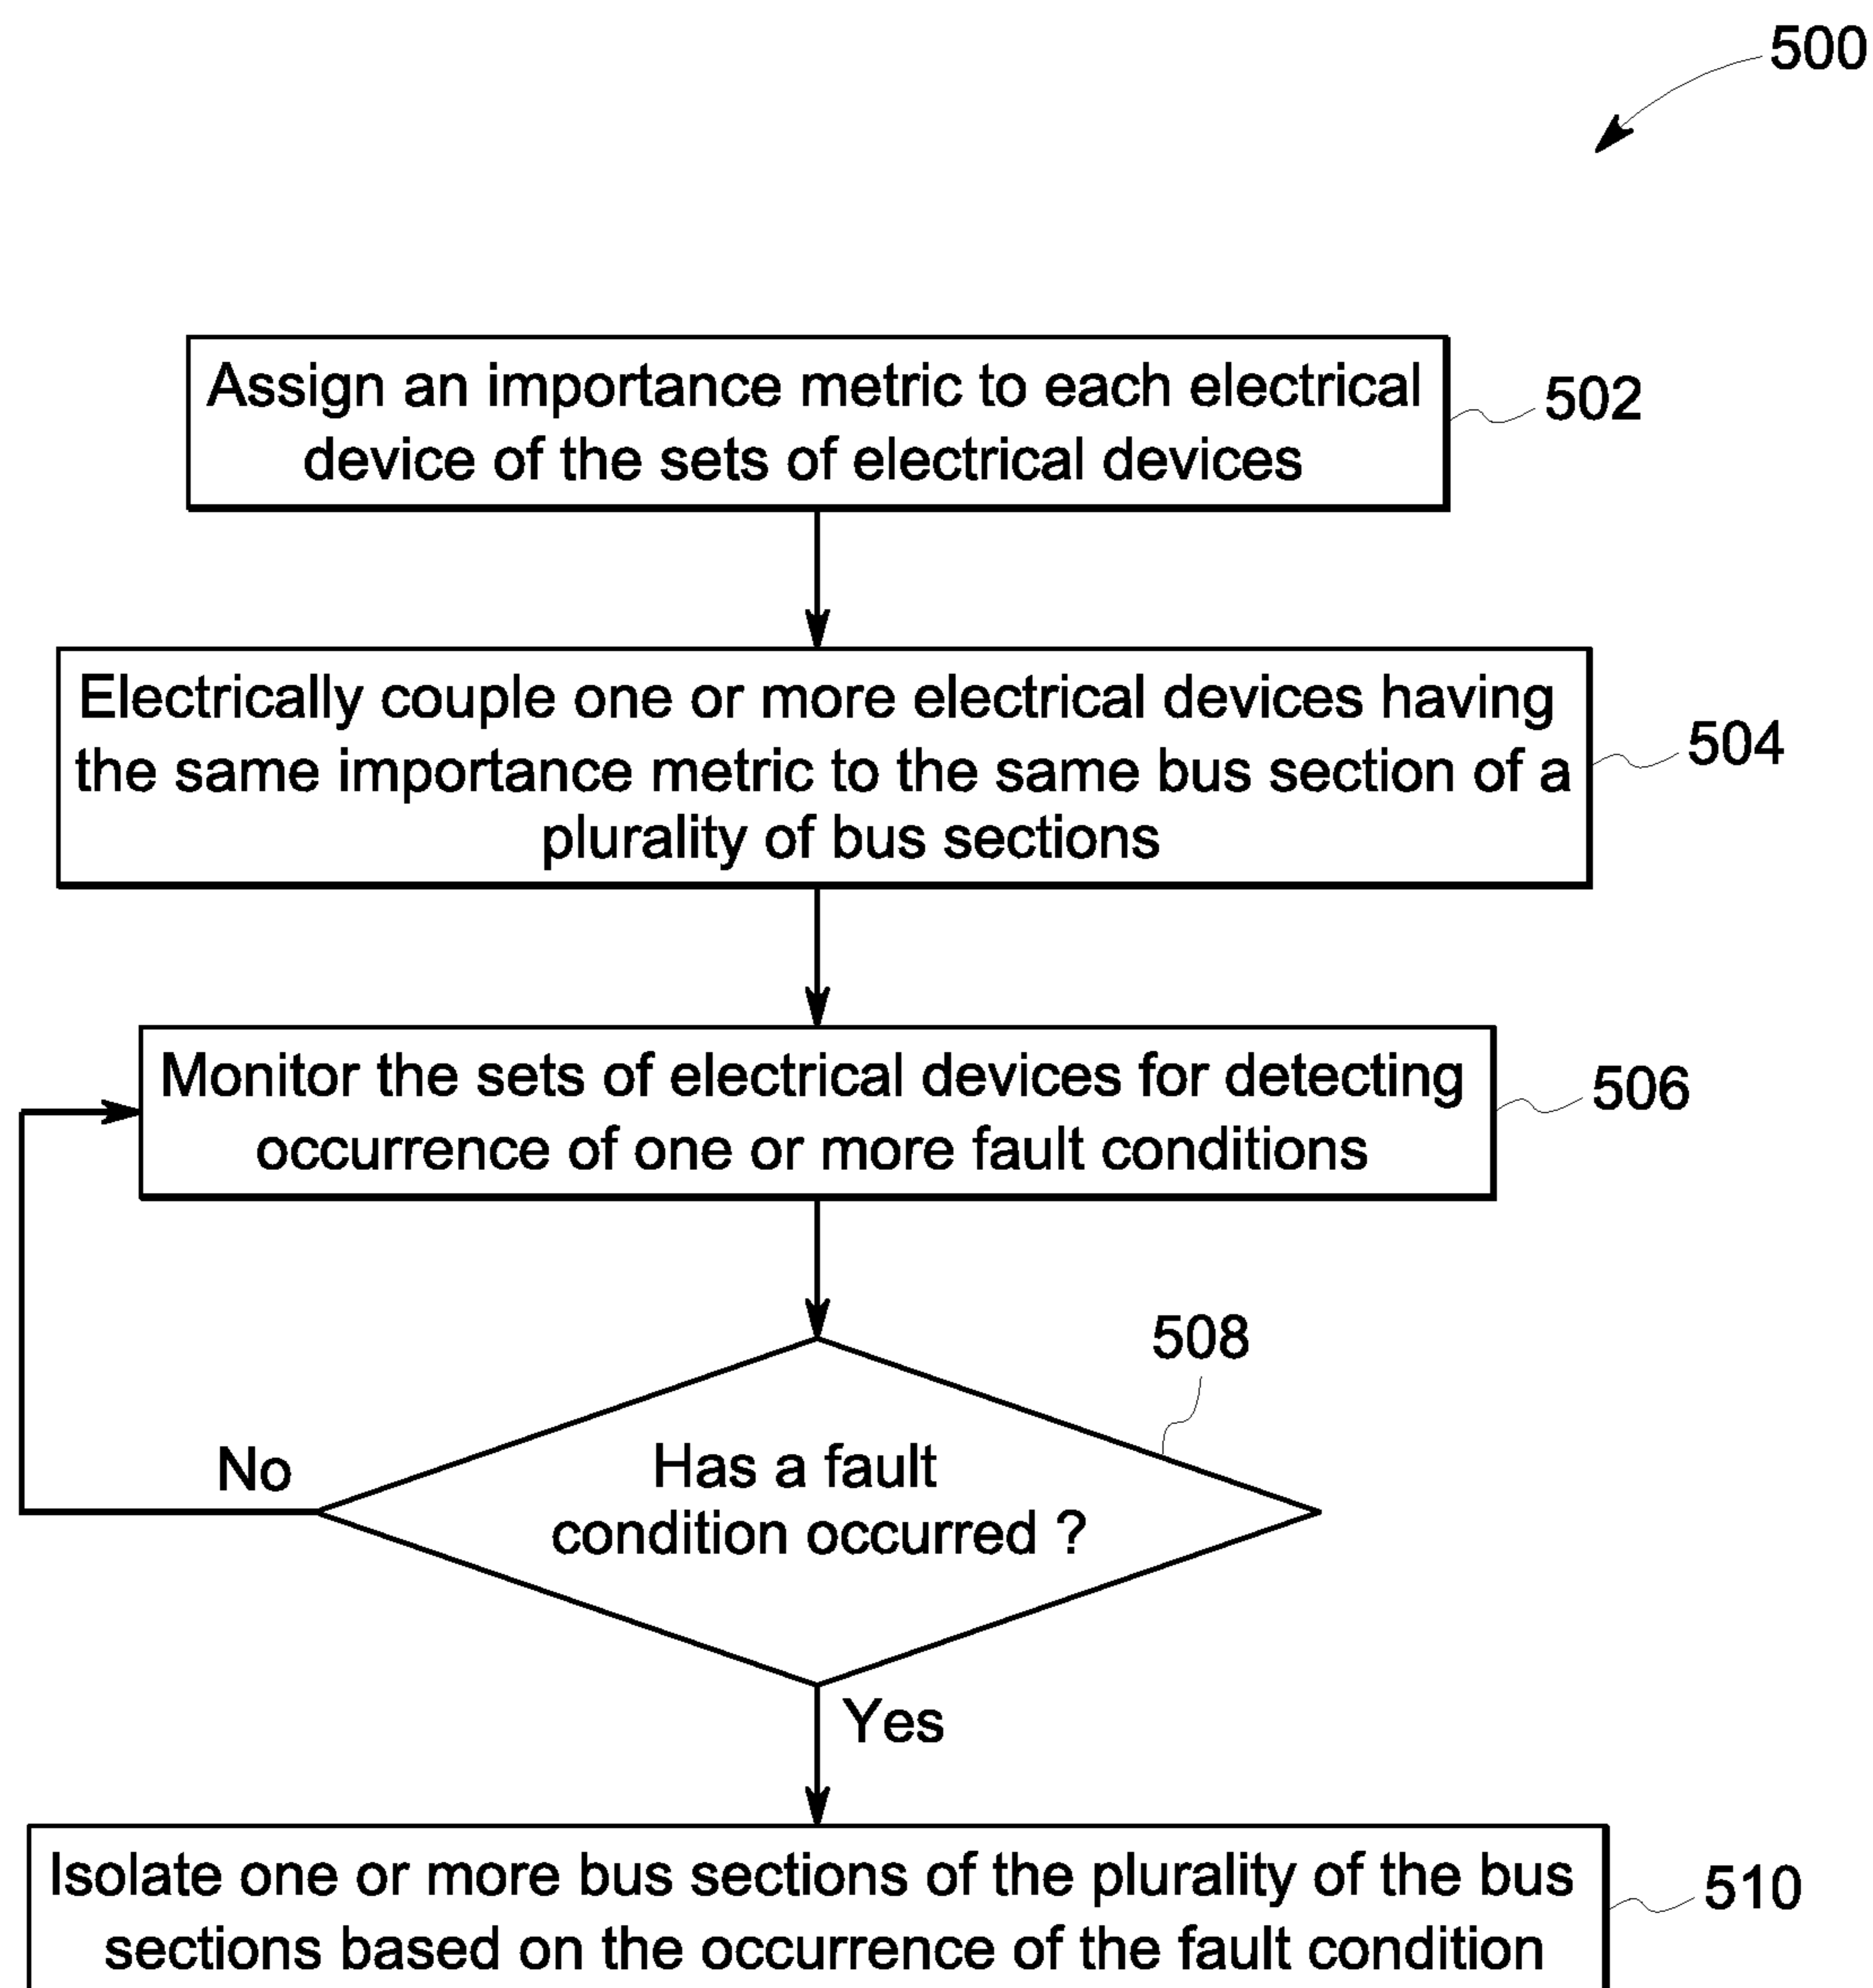 500
Assign an importance metric to each electrical
device of the sets of electrical devices
502
Electrically couple one or more electrical devices having
the same importance metric to the same bus section of a
plurality of bus sections
504
Monitor the sets of electrical devices for detecting
occurrence of one or more fault conditions
506
508
Has a fault
condition occurred ?
No
Yes
Isolate one or more bus sections of the plurality of the bus
sections based on the occurrence of the fault condition
510